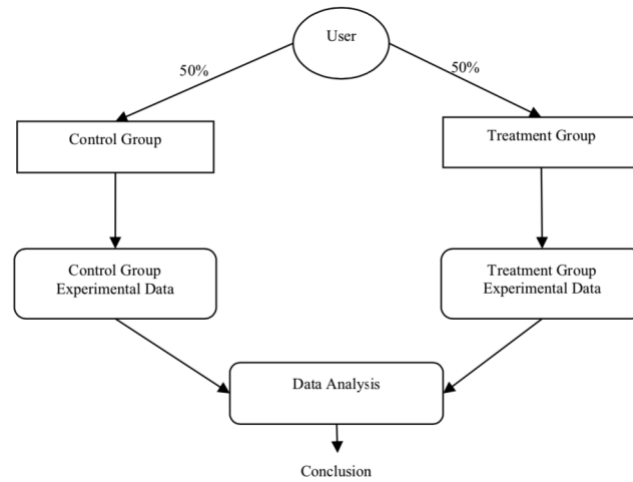 User
50%
50%
Control Group
Treatment Group
Control Group
Experimental Data
Treatment Group
Experimental Data
Data Analysis
Conclusion